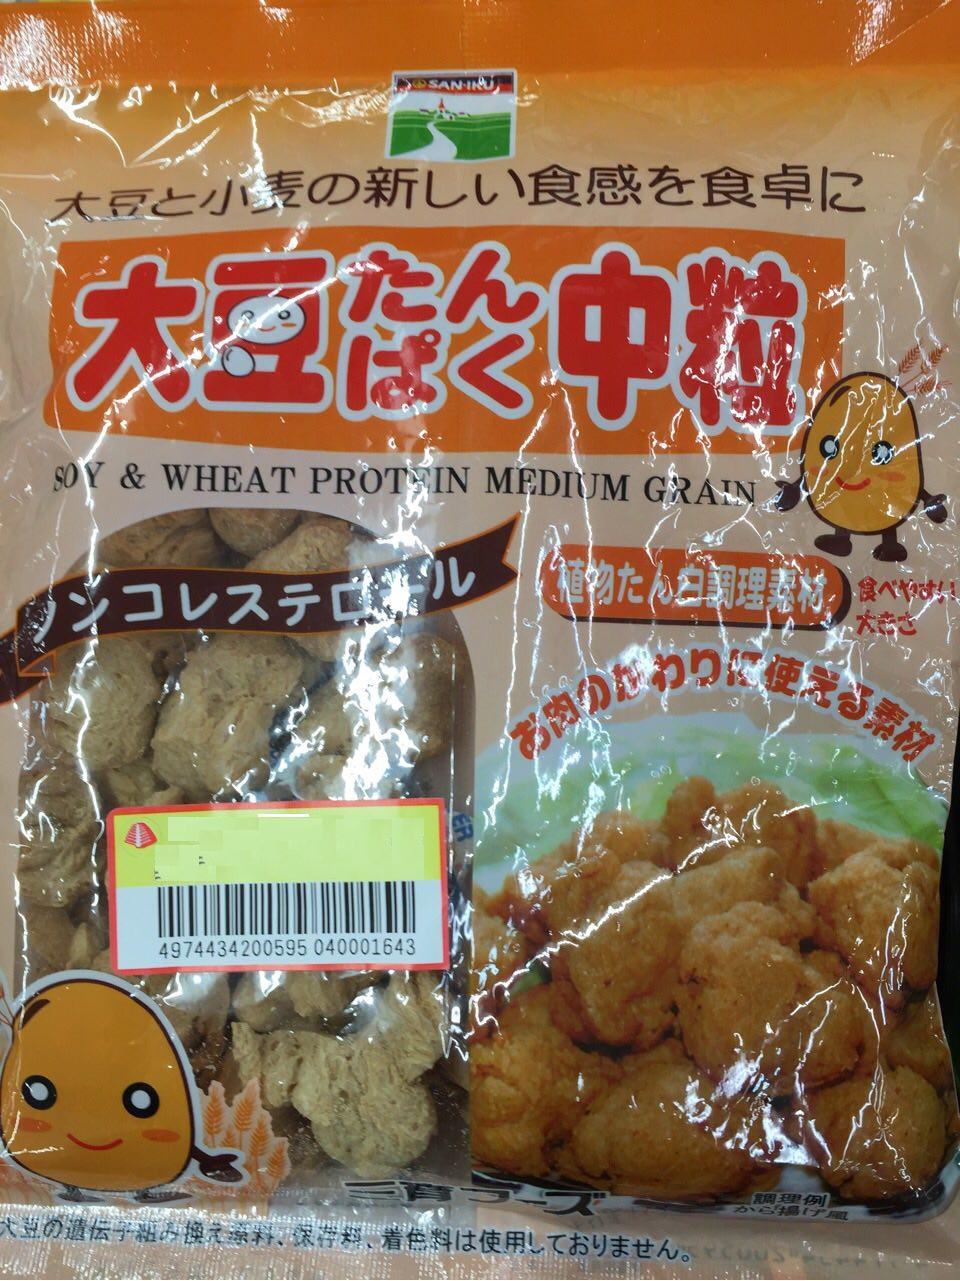 SAN-IKU
大豆と小麦の新しい食感を食卓に
大豆たんぱく中粒
SOY & WHEAT PROTEIN MEDIUM GRAIN
ノンコレステロール
植物たん白調理素材
食べやすい
大きさ
お肉のかわりに使える素材
4974434200595 040001643
三育フーズ
調理例
から揚げ風
大豆の遺伝子組み換え原料、保存料、着色料は使用しておりません。